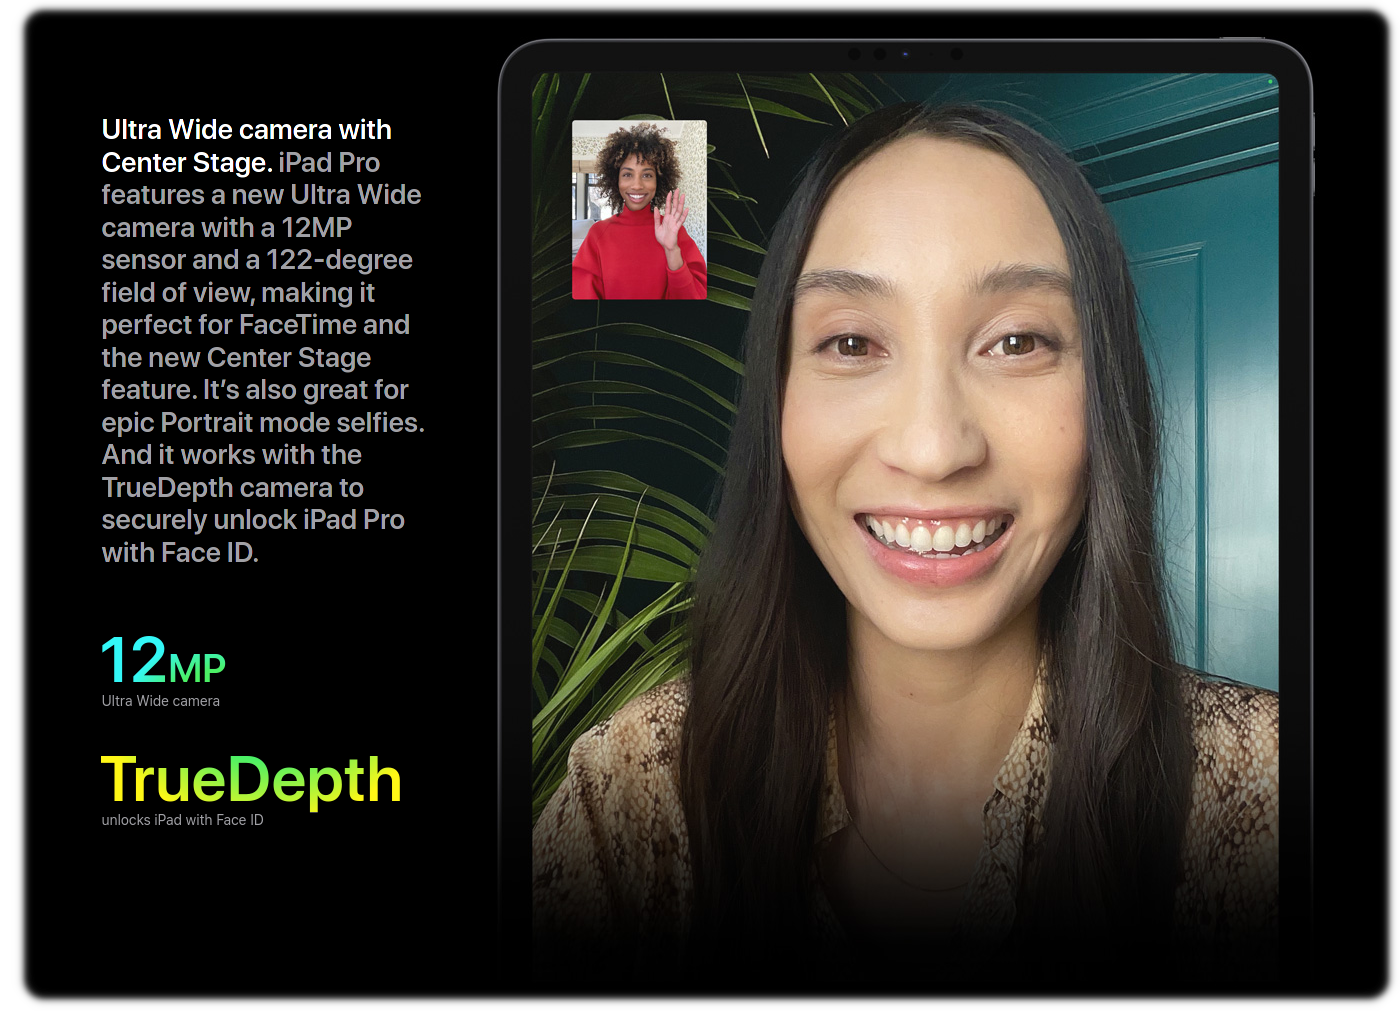 Ultra Wide camera with
Center Stage. iPad Pro
features a new Ultra Wide
camera with a 12MP
sensor and a 122-degree
field of view, making it
perfect for FaceTime and
the new Center Stage
feature. It’s also great for
epic Portrait mode selfies.
And it works with the
TrueDepth camera to
securely unlock iPad Pro
with Face ID.
12MP
Ultra Wide camera
TrueDepth
unlocks iPad with Face ID